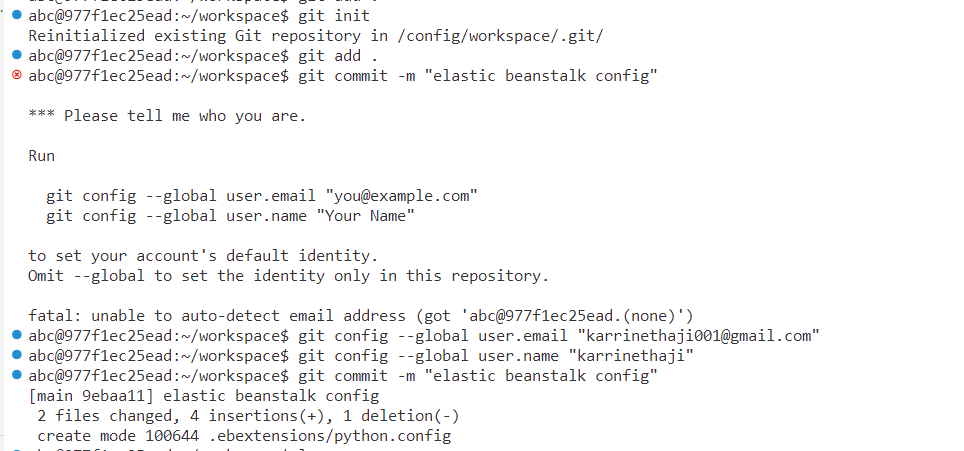 abc@977f1ec25ead:~/workspace$ git init
Reinitialized existing Git repository in /config/workspace/.git/
abc@977f1ec25ead:~/workspace$ git add .
abc@977f1ec25ead:~/workspace$ git commit -m "elastic beanstalk config"
*** Please tell me who you are.
Run
git config --global user.email "you@example.com"
git config --global user.name "Your Name"
to set your account's default identity.
Omit --global to set the identity only in this repository.
fatal: unable to auto-detect email address (got 'abc@977f1ec25ead.(none)')
abc@977f1ec25ead:~/workspace$ git config --global user.email "karrinethaji001@gmail.com"
abc@977f1ec25ead:~/workspace$ git config --global user.name "karrinethaji"
abc@977f1ec25ead:~/workspace$ git commit -m "elastic beanstalk config"
[main 9ebaa11] elastic beanstalk config
2 files changed, 4 insertions(+), 1 deletion(-)
create mode 100644 .ebextensions/python.config